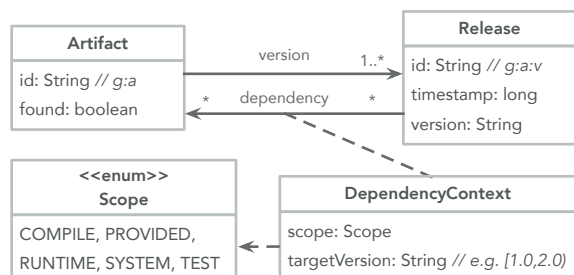 Artifact
id: String // g:a
found: boolean
version
1..*
* dependency *
Release
id: String // g:a:v
timestamp: long
version: String
<<enum>>
Scope
COMPILE, PROVIDED,
RUNTIME, SYSTEM, TEST
DependencyContext
scope: Scope
targetVersion: String // e.g. [1.0,2.0)